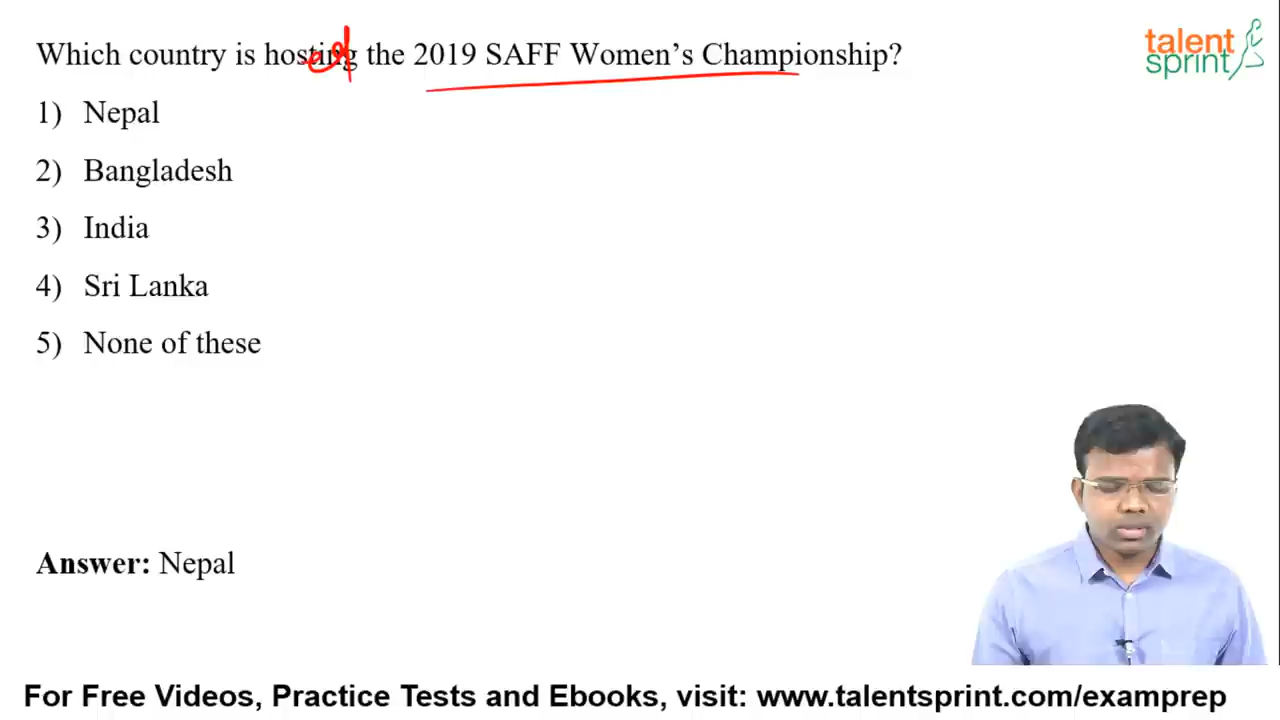 Which country is hosting the 2019 SAFF Women's Championship?
ed
talent
sprint
1) Nepal
2) Bangladesh
3) India
4) Sri Lanka
5) None of these
Answer: Nepal
For Free Videos, Practice Tests and Ebooks, visit: www.talentsprint.com/examprep